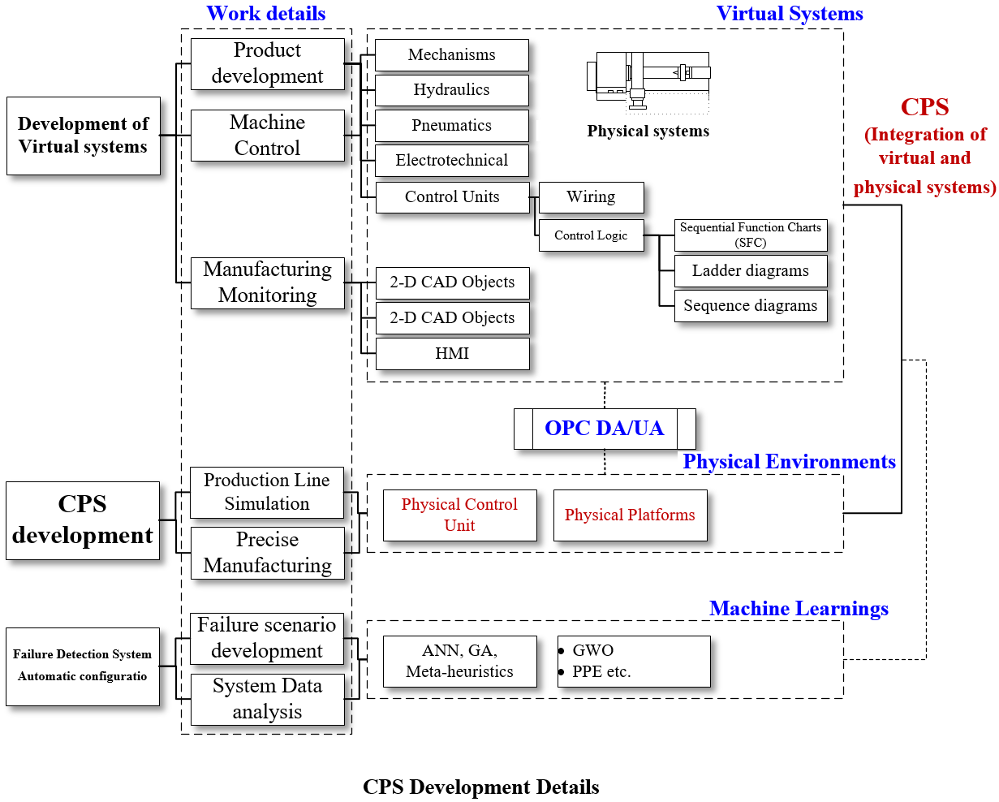 Work details
Virtual Systems
Product
development
Machine
Control
Development of
Virtual systems
Mechanisms
Hydraulics
Pneumatics
Electrotechnical
Control Units
Wiring
Control Logic
Sequential Function Charts
(SFC)
Ladder diagrams
Sequence diagrams
Physical systems
CPS
(Integration of
virtual and
physical systems)
Manufacturing
Monitoring
2-D CAD Objects
2-D CAD Objects
HMI
OPC DA/UA
Physical Environments
CPS
development
Production Line
Simulation
Precise
Manufacturing
Physical Control
Unit
Physical Platforms
Machine Learnings
Failure Detection System
Automatic configuratio
Failure scenario
development
System Data
analysis
ANN, GA,
Meta-heuristics
• GWO
• PPE etc.
CPS Development Details